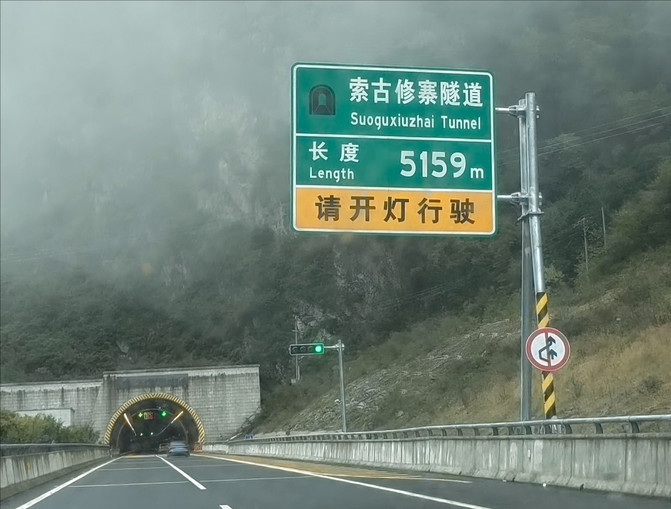 索古修寨隧道
Suoguxiuzhai Tunnel
长度 5159m
Length
请开灯行驶